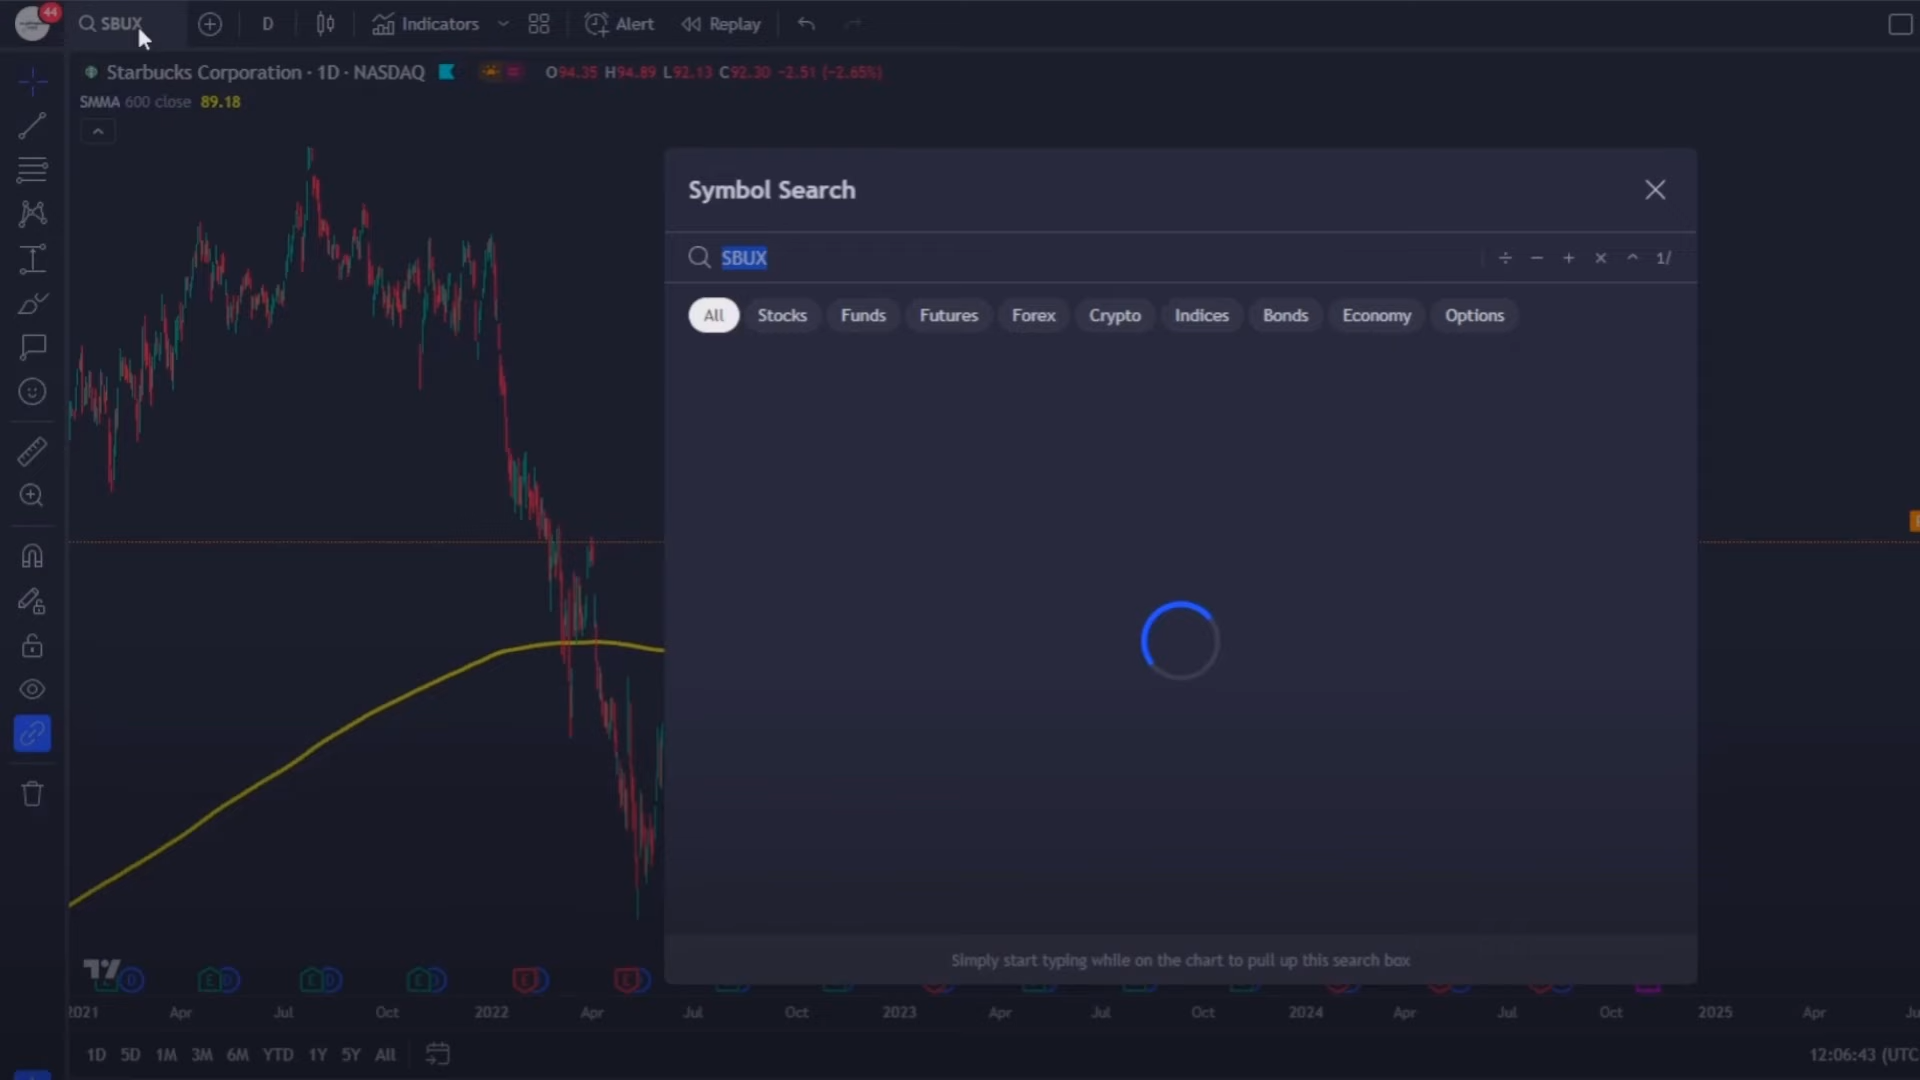 44
SBUX
D
Indicators
Alert
Replay
Starbucks Corporation · 1D · NASDAQ
O94.35 H94.89 L92.13 C92.30 −2.51 (−2.65%)
SMMA 600 close 89.18
Symbol Search
SBUX
÷ − + × ^ 1/
All Stocks Funds Futures Forex Crypto Indices Bonds Economy Options
Simply start typing while on the chart to pull up this search box
D E D E D E D E E
2021 Apr Jul Oct 2022 Apr Jul Oct 2023 Apr Jul Oct 2024 Apr Jul Oct 2025 Apr
1D 5D 1M 3M 6M YTD 1Y 5Y All
12:06:43 (UTC